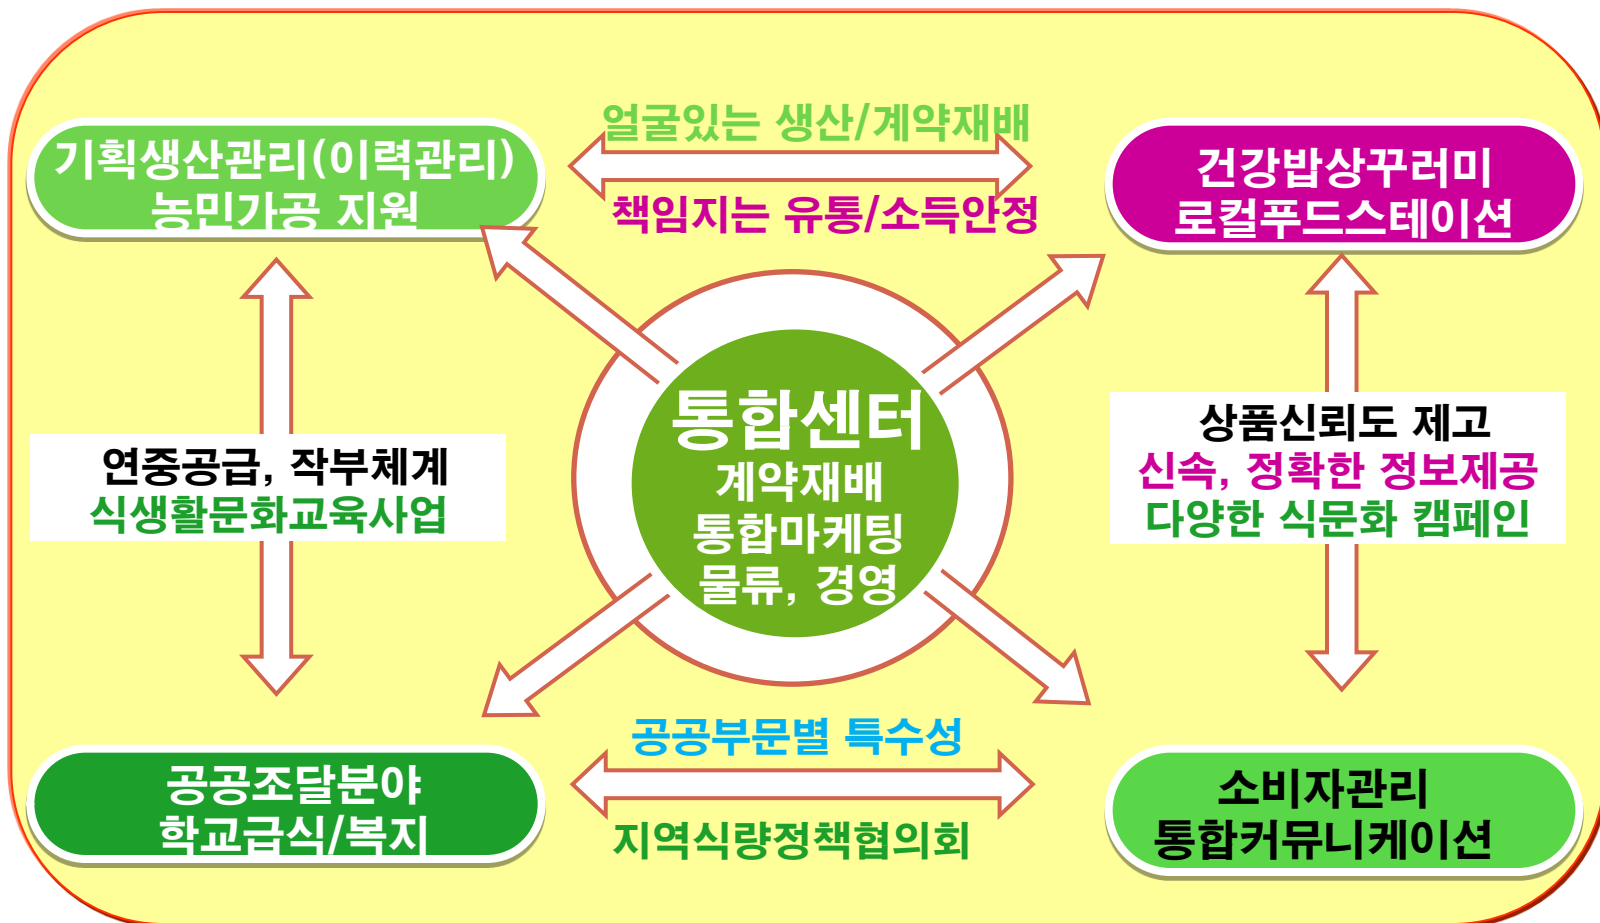 얼굴있는 생산/계약재배
기획생산관리(이력관리)
농민가공 지원
책임지는 유통/소득안정
건강밥상꾸러미
로컬푸드스테이션
통합센터
계약재배
통합마케팅
물류, 경영
연중공급, 작부체계
식생활문화교육사업
상품신뢰도 제고
신속, 정확한 정보제공
다양한 식문화 캠페인
공공부문별 특수성
지역식량정책협의회
공공조달분야
학교급식/복지
소비자관리
통합커뮤니케이션